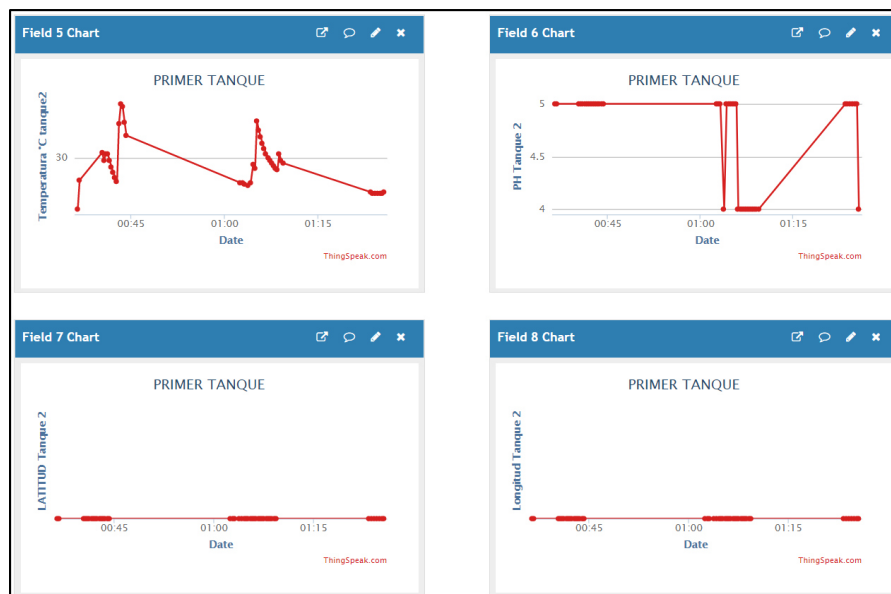 Field 5 Chart
PRIMER TANQUE
Temperatura °C tanque2
30
00:45 01:00 01:15
Date
ThingSpeak.com
Field 6 Chart
PRIMER TANQUE
PH Tanque 2
5
4.5
4
00:45 01:00 01:15
Date
ThingSpeak.com
Field 7 Chart
PRIMER TANQUE
LATITUD Tanque 2
00:45 01:00 01:15
Date
ThingSpeak.com
Field 8 Chart
PRIMER TANQUE
Longitud Tanque 2
00:45 01:00 01:15
Date
ThingSpeak.com